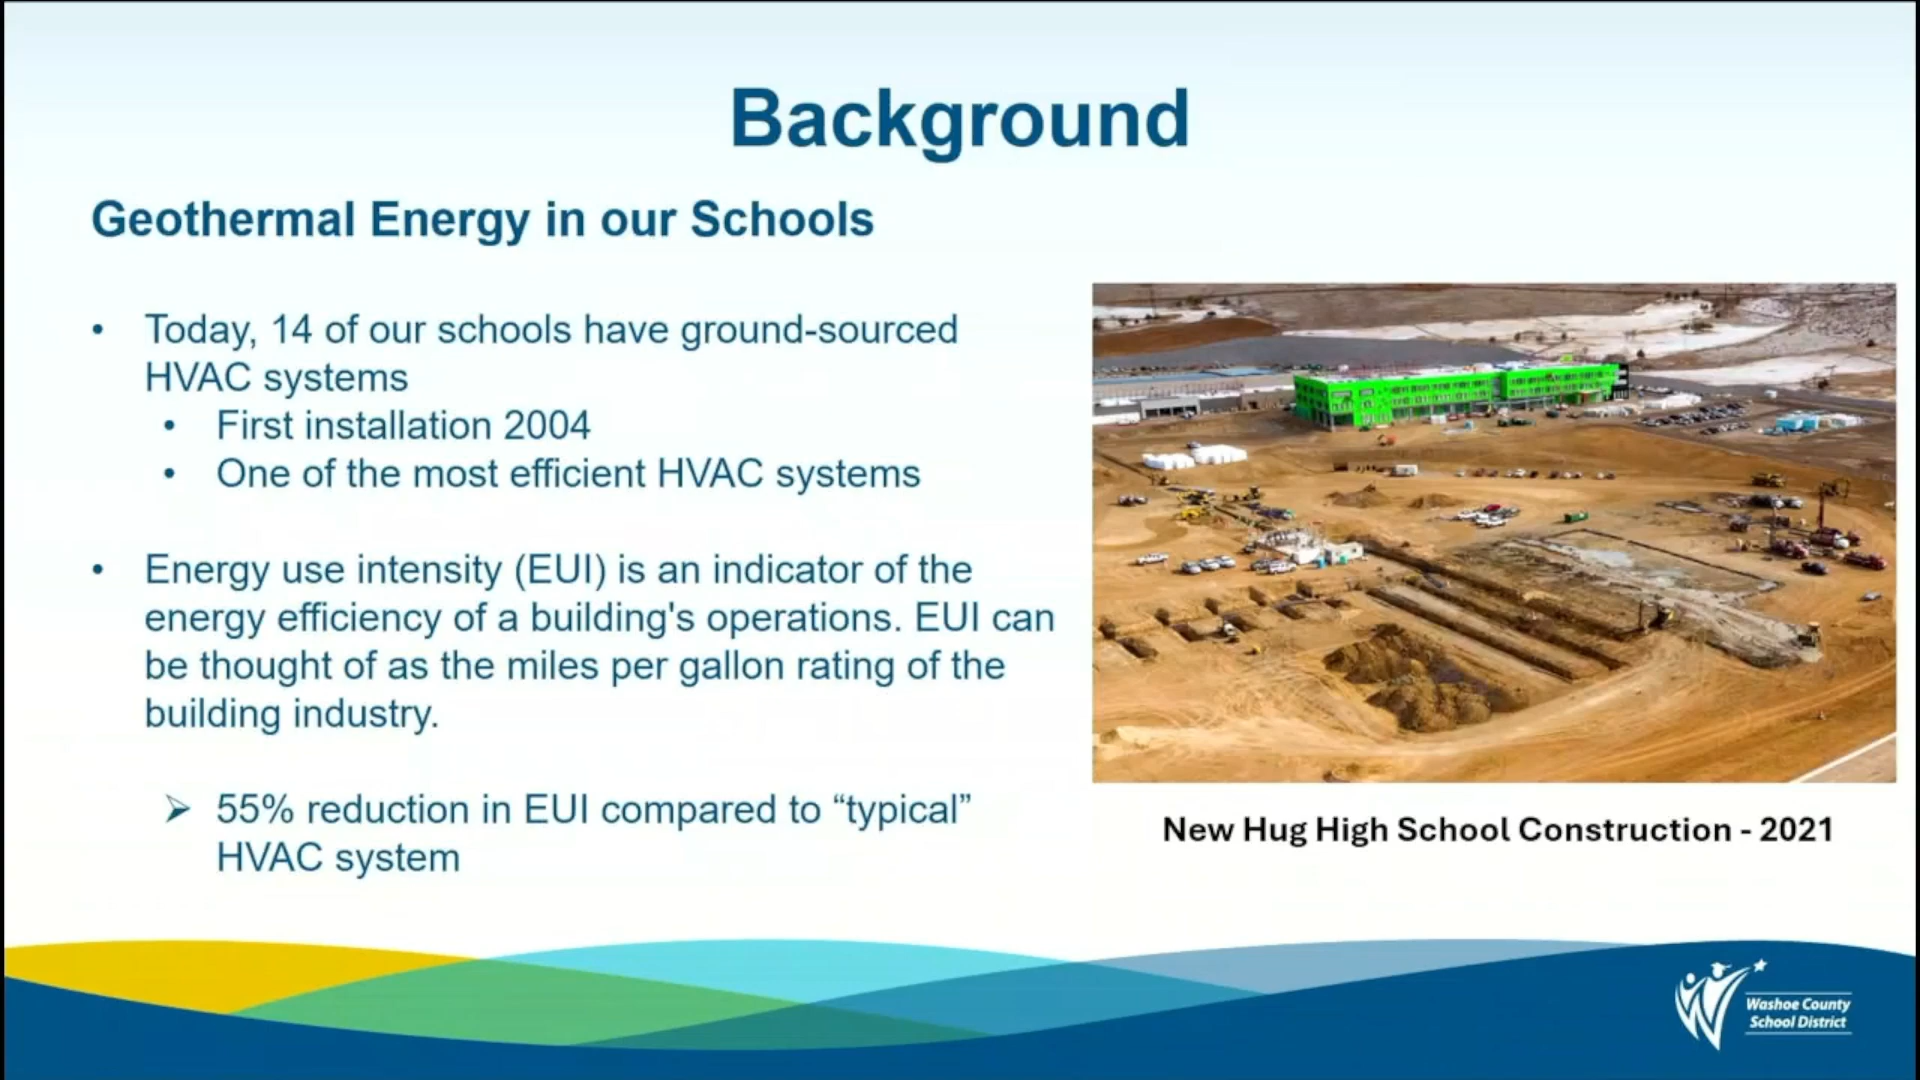 Background
Geothermal Energy in our Schools
• Today, 14 of our schools have ground-sourced
HVAC systems
• First installation 2004
• One of the most efficient HVAC systems
• Energy use intensity (EUI) is an indicator of the
energy efficiency of a building's operations. EUI can
be thought of as the miles per gallon rating of the
building industry.
➢ 55% reduction in EUI compared to “typical”
HVAC system
New Hug High School Construction - 2021
Washoe County
School District